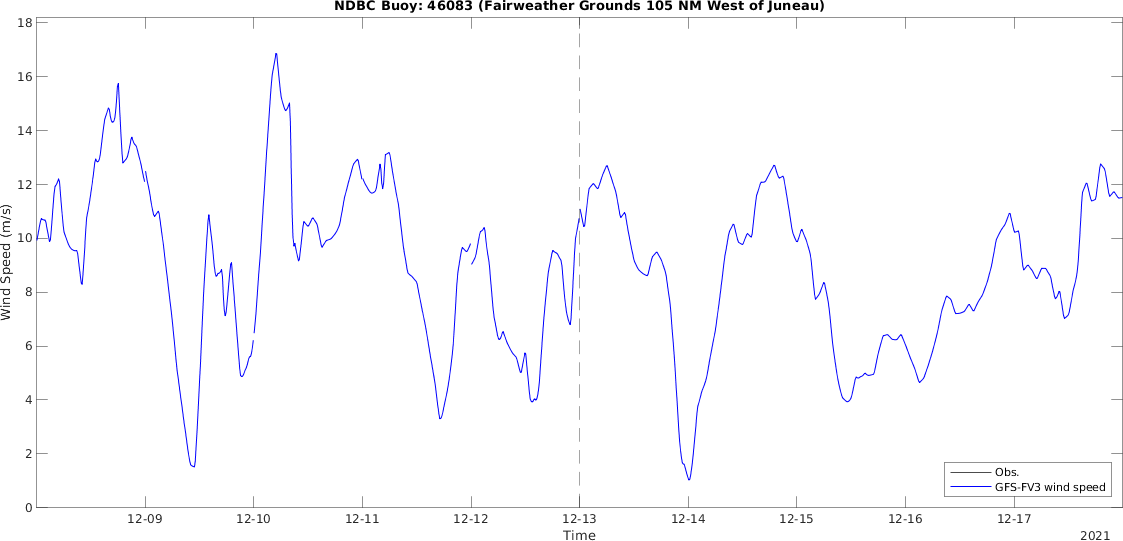 NDBC Buoy: 46083 (Fairweather Grounds 105 NM West of Juneau)
18
16
14
12
10
8
6
4
2
0
Wind Speed (m/s)
12-09 12-10 12-11 12-12 12-13 12-14 12-15 12-16 12-17
Time
2021
Obs.
GFS-FV3 wind speed